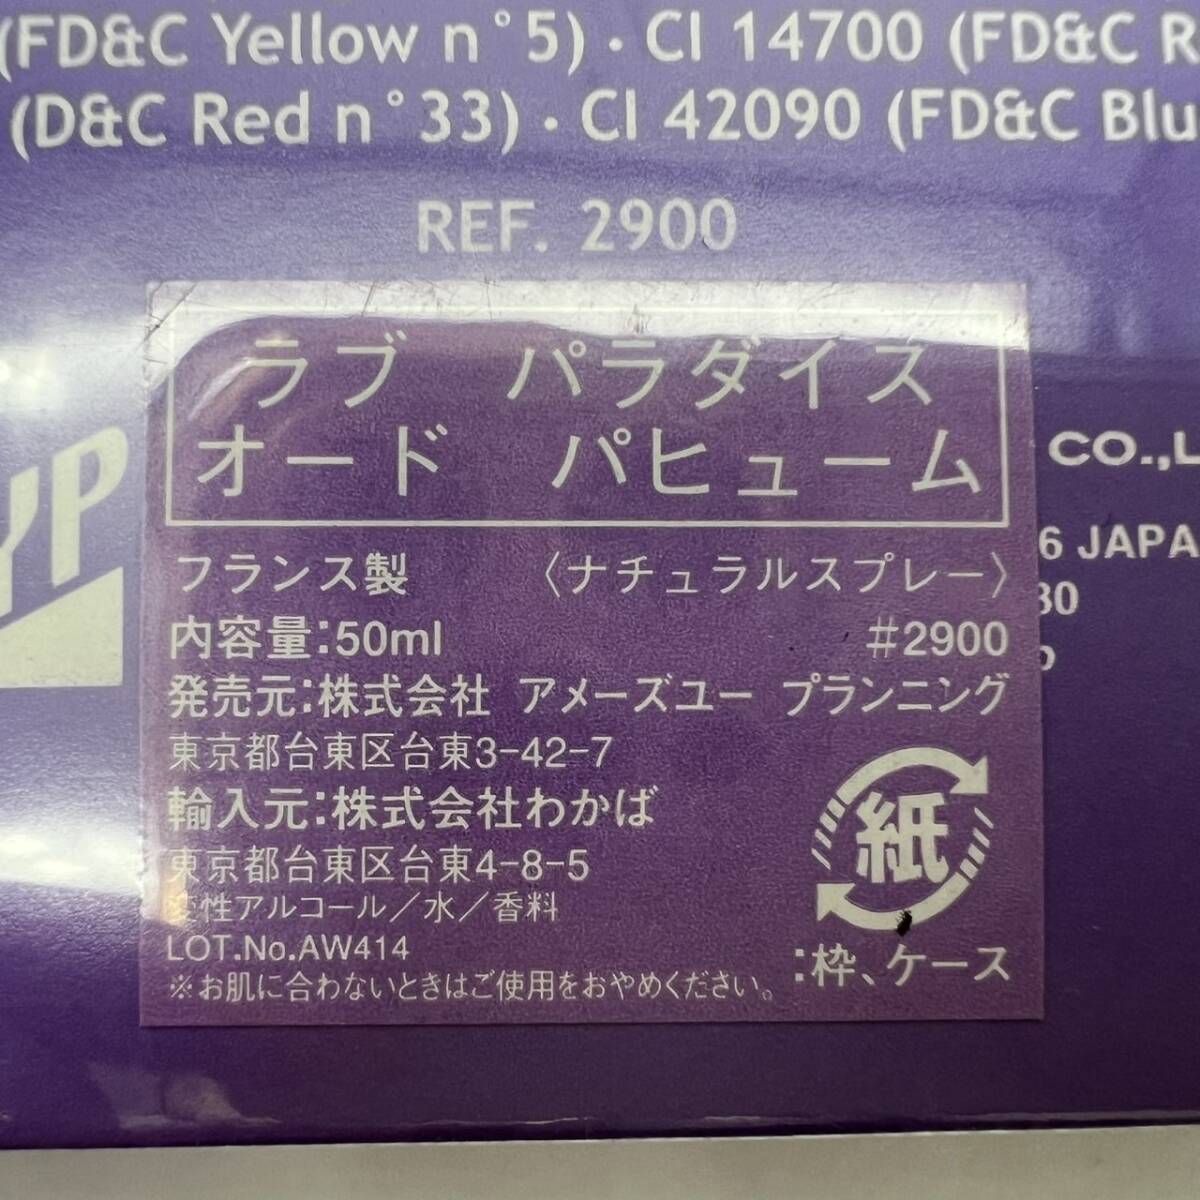 (FD&C Yellow n°5) · CI 14700 (FD&C R
(D&C Red n°33) · CI 42090 (FD&C Blu
REF. 2900
ラブ パラダイス
オード パヒューム
YP
CO.,L
6 JAPA
30
フランス製 〈ナチュラルスプレー〉
内容量:50ml #2900
発売元:株式会社 アメーズユー プランニング
東京都台東区台東3-42-7
輸入元:株式会社わかば
東京都台東区台東4-8-5
変性アルコール/水/香料
LOT.No.AW414
※お肌に合わないときはご使用をおやめください。
紙
:枠、ケース